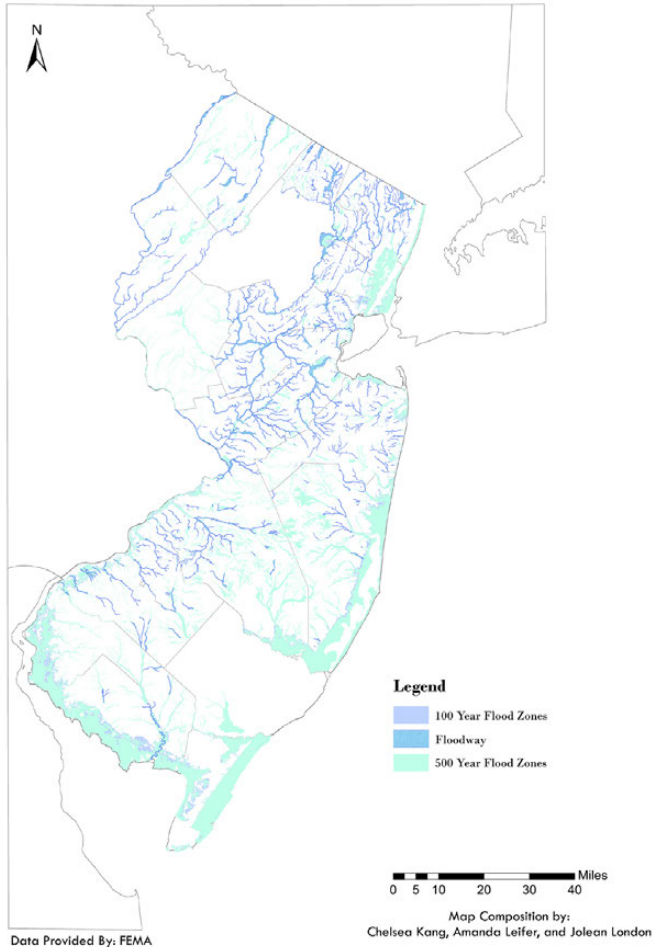 N
Legend
100 Year Flood Zones
Floodway
500 Year Flood Zones
Miles
0 5 10 20 30 40
Map Composition by:
Chelsea Kang, Amanda Leifer, and Jolean London
Data Provided By: FEMA